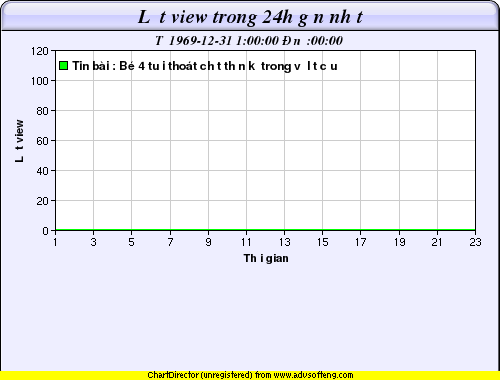 L t view trong 24h g n nh t
T 1969-12-31 1:00:00 Đ n :00:00
120
Tin bài : Bé 4 tu i thoát ch t th n k trong v l t c u
100
80
60
40
20
0
L t view
1 3 5 7 9 11 13 15 17 19 21 23
Th i gian
ChartDirector (unregistered) from www.advsofteng.com